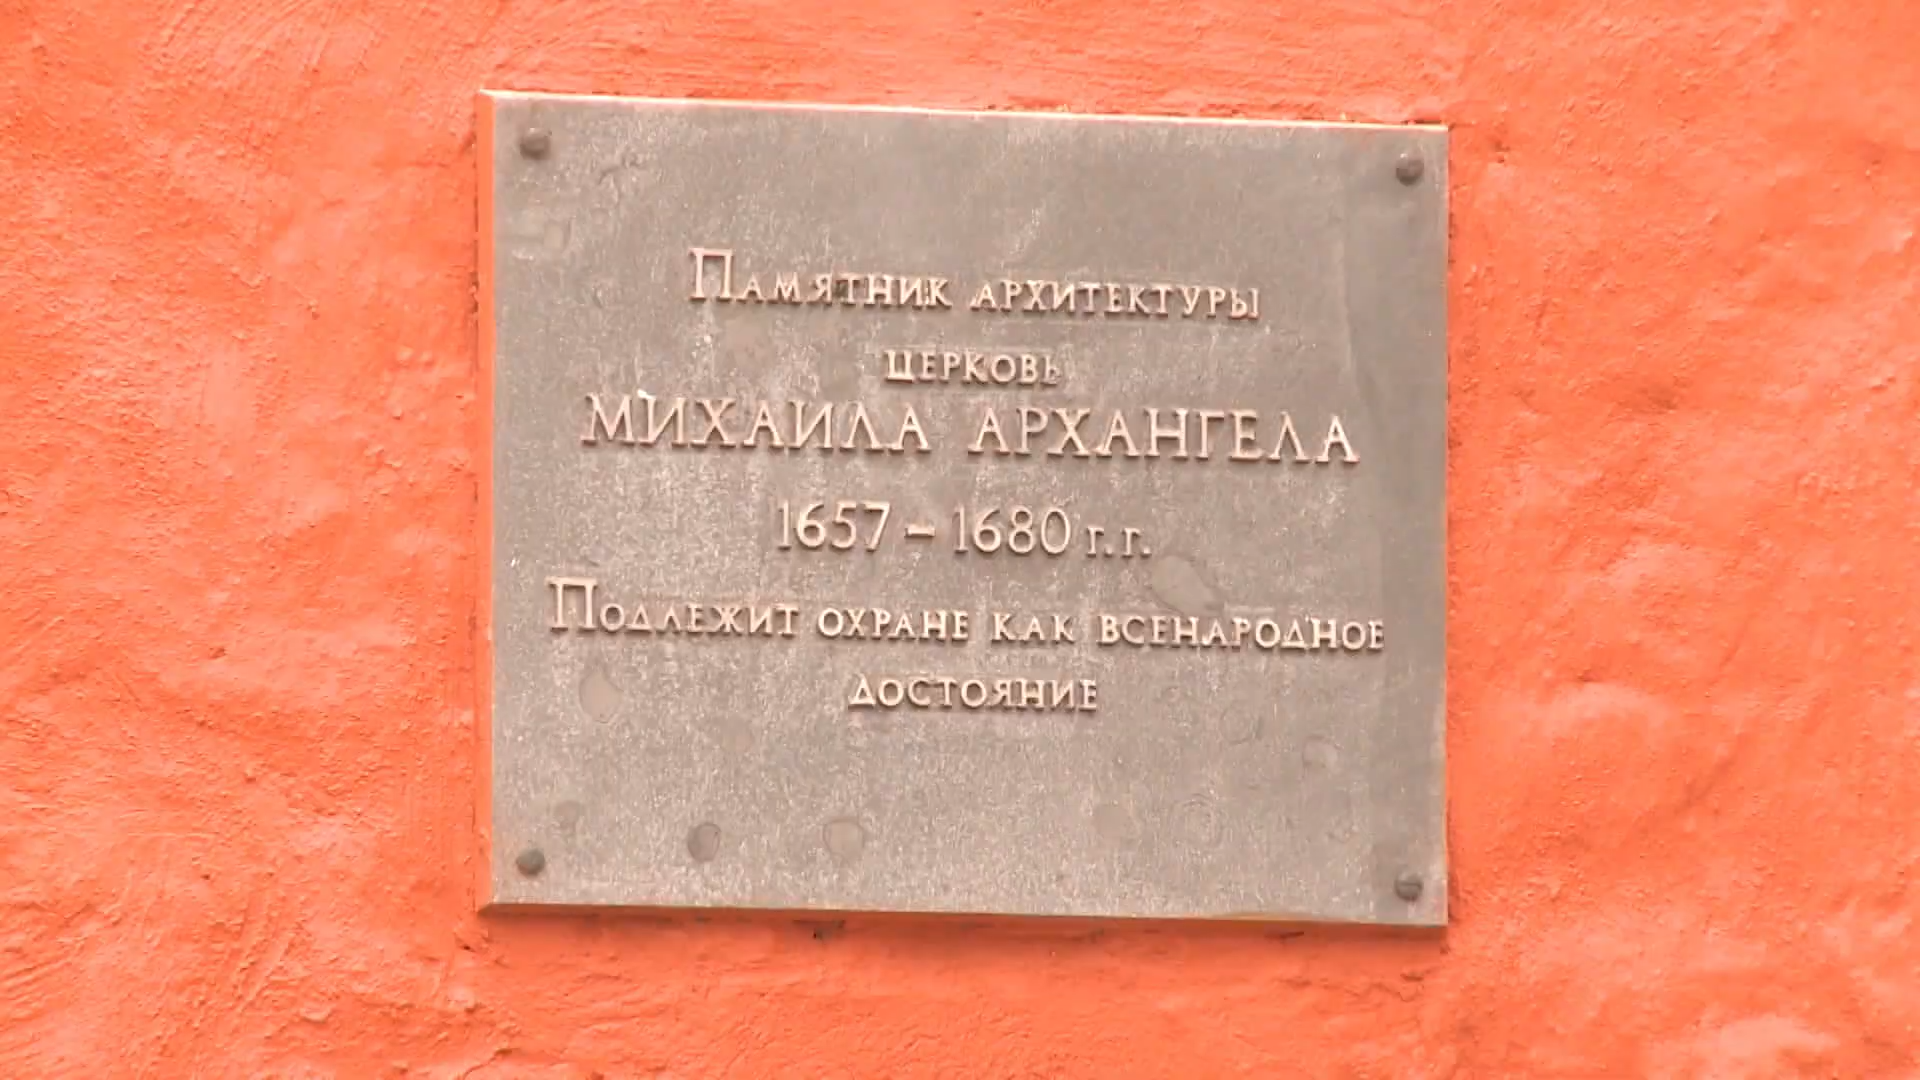 Памятник архитектуры
церковь
МИХАИЛА АРХАНГЕЛА
1657 – 1680 г.г.
Подлежит охране как всенародное
достояние